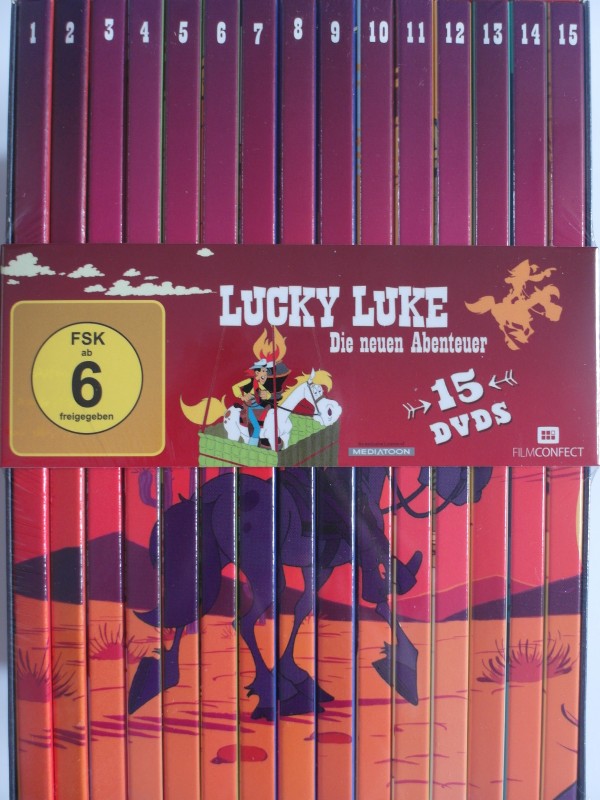 1 2 3 4 5 6 7 8 9 10 11 12 13 14 15
LUCKY LUKE
Die neuen Abenteuer
FSK
ab
6
freigegeben
15
DVDS
MEDIATOON
FILMCONFECT